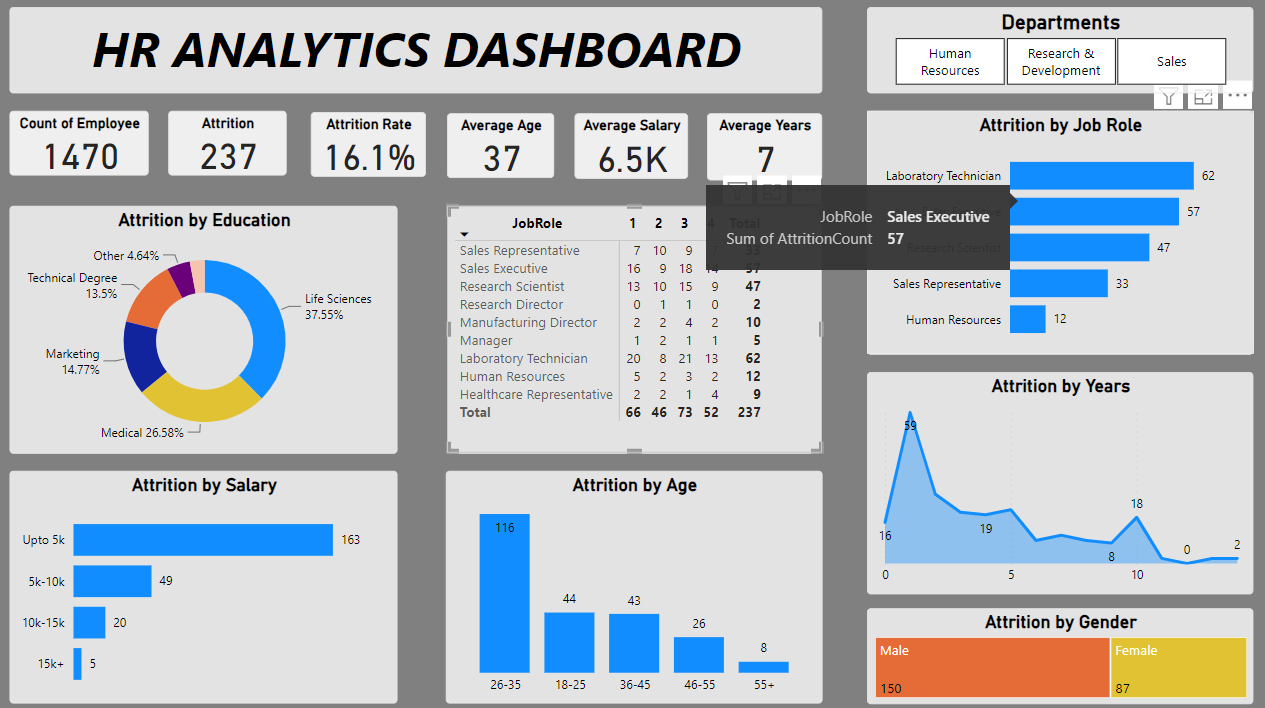 HR ANALYTICS DASHBOARD
Departments
Human
Resources
Research &
Development
Sales
Count of Employee
1470
Attrition
237
Attrition Rate
16.1%
Average Age
37
Average Salary
6.5K
Average Years
7
Attrition by Education
Other 4.64%
Technical Degree
13.5%
Life Sciences
37.55%
Marketing
14.77%
Medical 26.58%
JobRole 1 2 3 4 Total
Sales Representative 7 10 9 7 33
Sales Executive 16 9 18 14 57
Research Scientist 13 10 15 9 47
Research Director 0 1 1 0 2
Manufacturing Director 2 2 4 2 10
Manager 1 2 1 1 5
Laboratory Technician 20 8 21 13 62
Human Resources 5 2 3 2 12
Healthcare Representative 2 2 1 4 9
Total 66 46 73 52 237
JobRole Sales Executive
Sum of AttritionCount 57
Attrition by Job Role
Laboratory Technician 62
57
Research Scientist 47
Sales Representative 33
Human Resources 12
Attrition by Years
59
16
19
8
18
0
2
0 5 10
Attrition by Salary
Upto 5k 163
5k-10k 49
10k-15k 20
15k+ 5
Attrition by Age
116
44
43
26
8
26-35 18-25 36-45 46-55 55+
Attrition by Gender
Male
150
Female
87